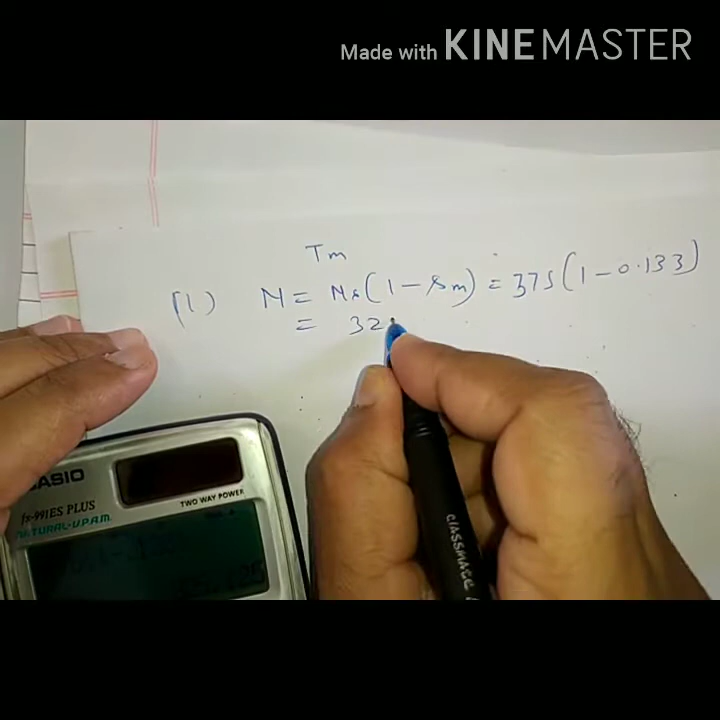 Made with KINEMASTER
Tm
(1) N = Ns (1 - sm) = 375 (1 - 0.133)
= 32
CASIO
fx-991ES PLUS
NATURAL-V.P.A.M.
TWO WAY POWER
CLASSMATE